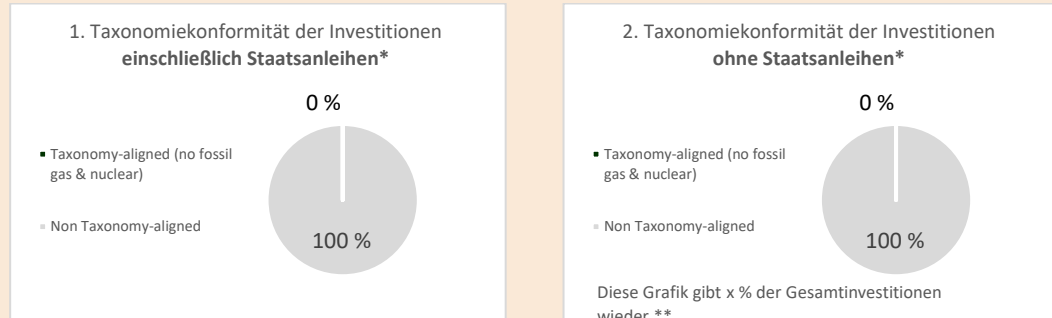 1. Taxonomiekonformität der Investitionen
einschließlich Staatsanleihen*
0 %
Taxonomy-aligned (no fossil
gas & nuclear)
Non Taxonomy-aligned
100 %
2. Taxonomiekonformität der Investitionen
ohne Staatsanleihen*
0 %
Taxonomy-aligned (no fossil
gas & nuclear)
Non Taxonomy-aligned
100 %
Diese Grafik gibt x % der Gesamtinvestitionen
wieder.**